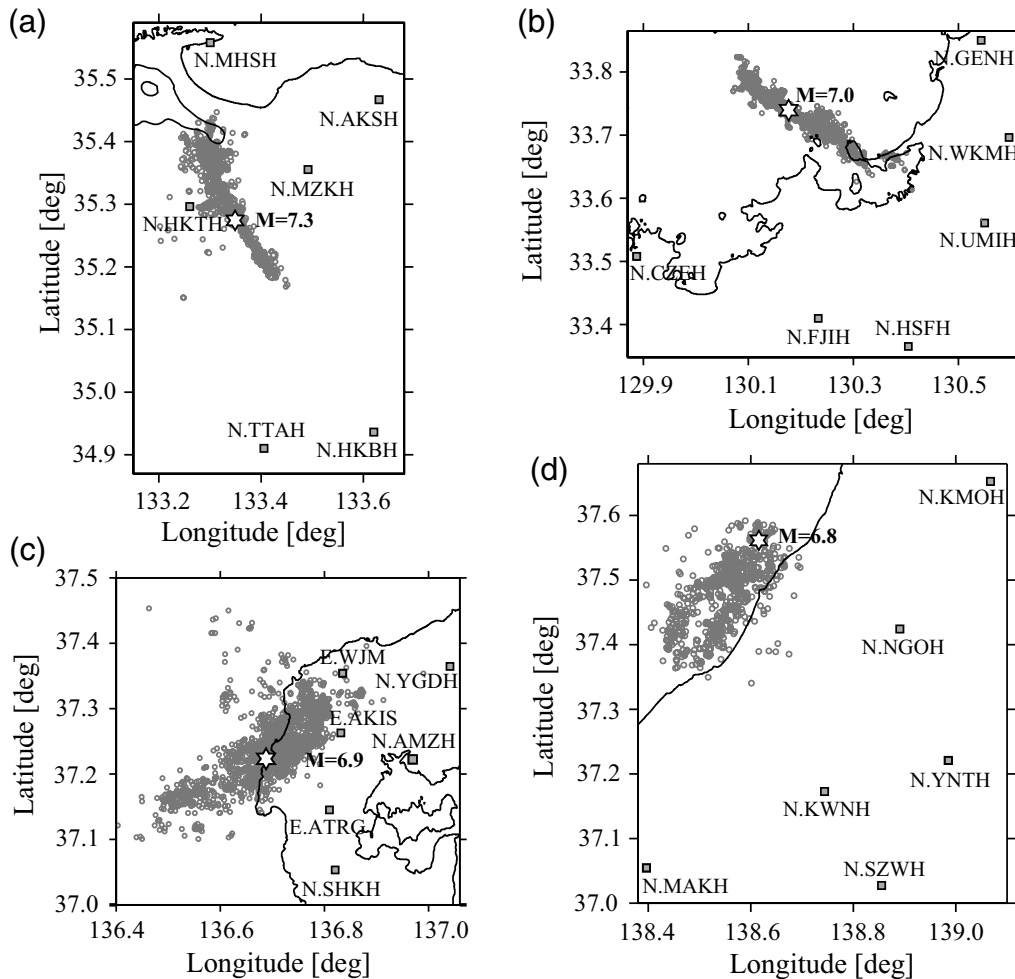 (a)
N.MHSH
N.AKSH
N.MZKH
N.HKTH
M=7.3
N.TTAH
N.HKBH
35.5
35.4
35.3
35.2
35.1
35.0
34.9
Latitude [deg]
133.2
133.4
133.6
Longitude [deg]
(b)
N.GENH
M=7.0
N.WKMH
N.UMIH
N.CZEH
N.FJIH
N.HSFH
33.8
33.7
33.6
33.5
33.4
Latitude [deg]
129.9
130.1
130.3
130.5
Longitude [deg]
(c)
E.WJM
N.YGDH
E.AKIS
N.AMZH
M=6.9
E.ATRG
N.SHKH
37.5
37.4
37.3
37.2
37.1
37.0
Latitude [deg]
136.4
136.6
136.8
137.0
Longitude [deg]
(d)
N.KMOH
M=6.8
N.NGOH
N.YNTH
N.KWNH
N.SZWH
N.MAKH
37.6
37.5
37.4
37.3
37.2
37.1
37.0
Latitude [deg]
138.4
138.6
138.8
139.0
Longitude [deg]